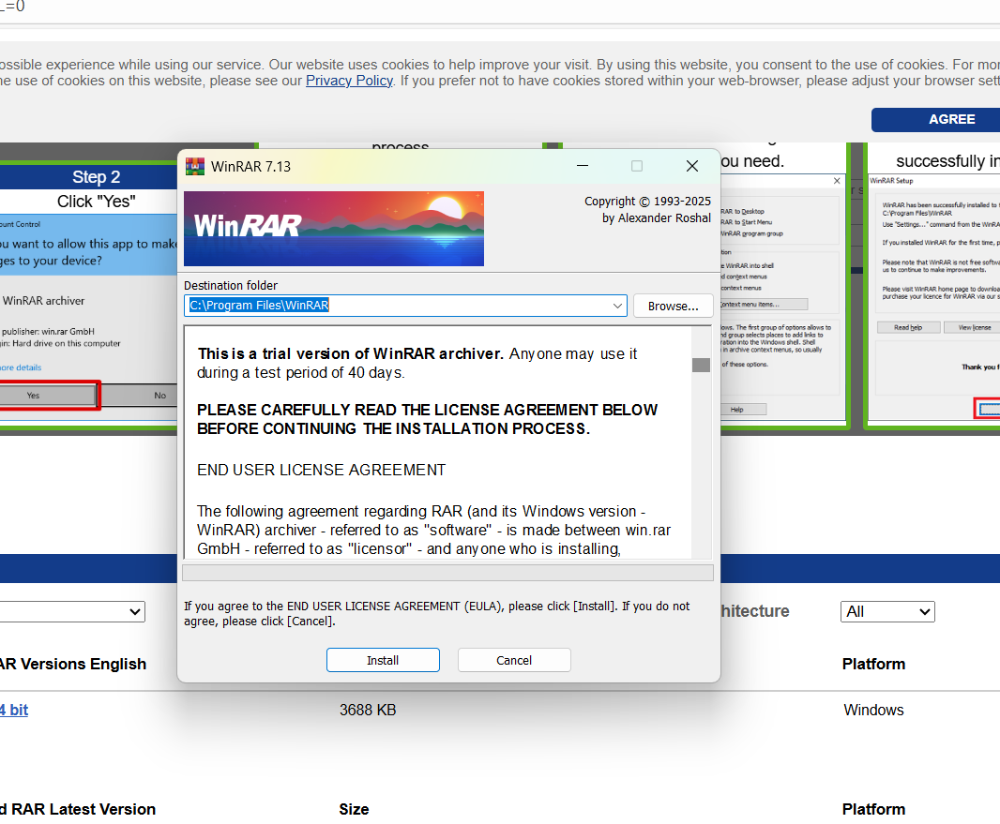 _=0
ossible experience while using our service. Our website uses cookies to help improve your visit. By using this website, you consent to the use of cookies. For mor
he use of cookies on this website, please see our Privacy Policy. If you prefer not to have cookies stored within your web-browser, please adjust your browser sett
AGREE
process.
ou need.
successfully in
Step 2
Click "Yes"
ount Control
ou want to allow this app to make
ges to your device?
WinRAR archiver
publisher: win.rar GmbH
gin: Hard drive on this computer
ore details
Yes
No
WinRAR 7.13
WinRAR
Copyright © 1993-2025
by Alexander Roshal
Destination folder
C:\Program Files\WinRAR
Browse...
This is a trial version of WinRAR archiver. Anyone may use it
during a test period of 40 days.
PLEASE CAREFULLY READ THE LICENSE AGREEMENT BELOW
BEFORE CONTINUING THE INSTALLATION PROCESS.
END USER LICENSE AGREEMENT
The following agreement regarding RAR (and its Windows version -
WinRAR) archiver - referred to as "software" - is made between win.rar
GmbH - referred to as "licensor" - and anyone who is installing,
If you agree to the END USER LICENSE AGREEMENT (EULA), please click [Install]. If you do not
agree, please click [Cancel].
Install
Cancel
RAR to Desktop
RAR to Start Menu
WinRAR program group
tion
e WinRAR into shell
d context menus
context menus
ontext menu items...
ows. The first group of options allows to
nd group selects places to add links to
ration into the Windows shell. Shell
in archive context menus, so usually
of these options.
Help
WinRAR Setup
WinRAR has been successfully installed to t
C:\Program Files\WinRAR
Use "Settings..." command from the WinRA
If you installed WinRAR for the first time, p
Please note that WinRAR is not free softwa
us to continue to make improvements.
Please visit WinRAR home page to downloa
purchase your licence for WinRAR via our s
Read help
View license
Thank you f
hitecture
All
AR Versions English
Platform
4 bit
3688 KB
Windows
d RAR Latest Version
Size
Platform